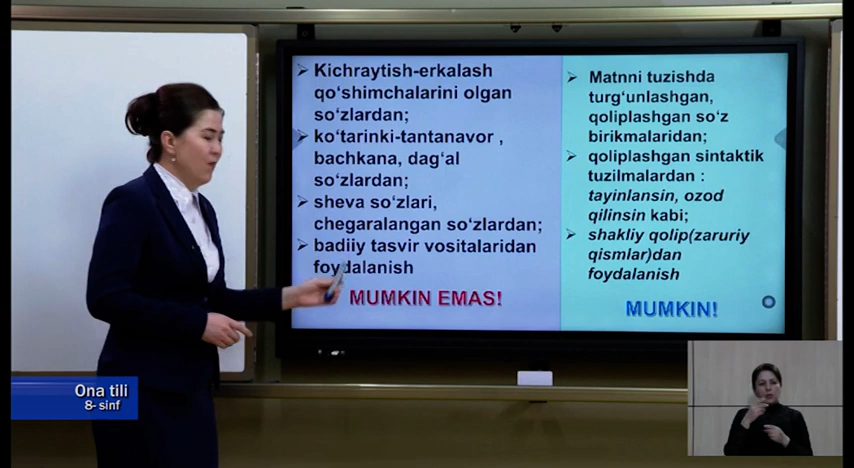 ➢ Kichraytish-erkalash
qo‘shimchalarini olgan
so‘zlardan;
➢ ko‘tarinki-tantanavor ,
bachkana, dag‘al
so‘zlardan;
➢ sheva so‘zlari,
chegaralangan so‘zlardan;
➢ badiiy tasvir vositalaridan
foydalanish
MUMKIN EMAS!
➢ Matnni tuzishda
turg‘unlashgan,
qoliplashgan so‘z
birikmalaridan;
➢ qoliplashgan sintaktik
tuzilmalardan :
tayinlansin, ozod
qilinsin kabi;
➢ shakliy qolip(zaruriy
qismlar)dan
foydalanish
MUMKIN!
Ona tili
8- sinf